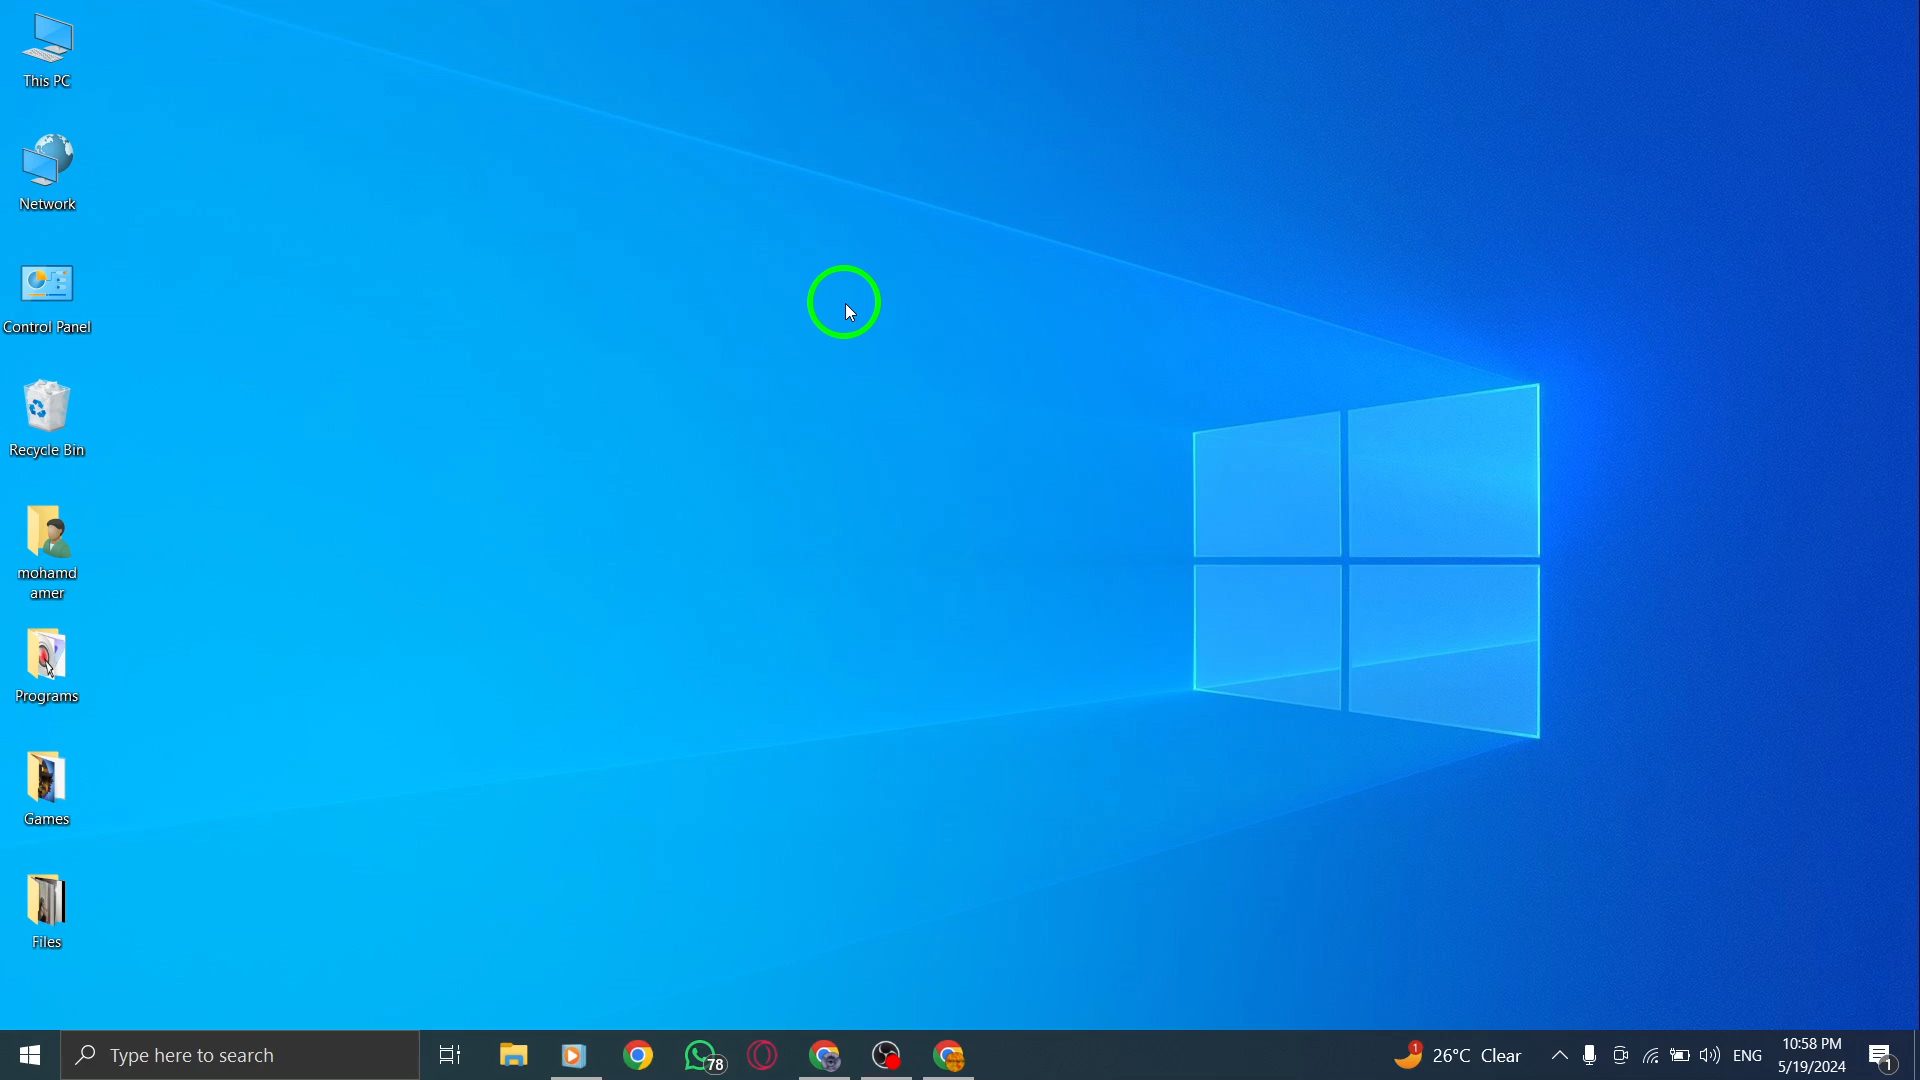 This PC
Network
Control Panel
Recycle Bin
mohamd
amer
Programs
Games
Files
Type here to search
78
1
26°C Clear
ENG
10:58 PM
5/19/2024
1